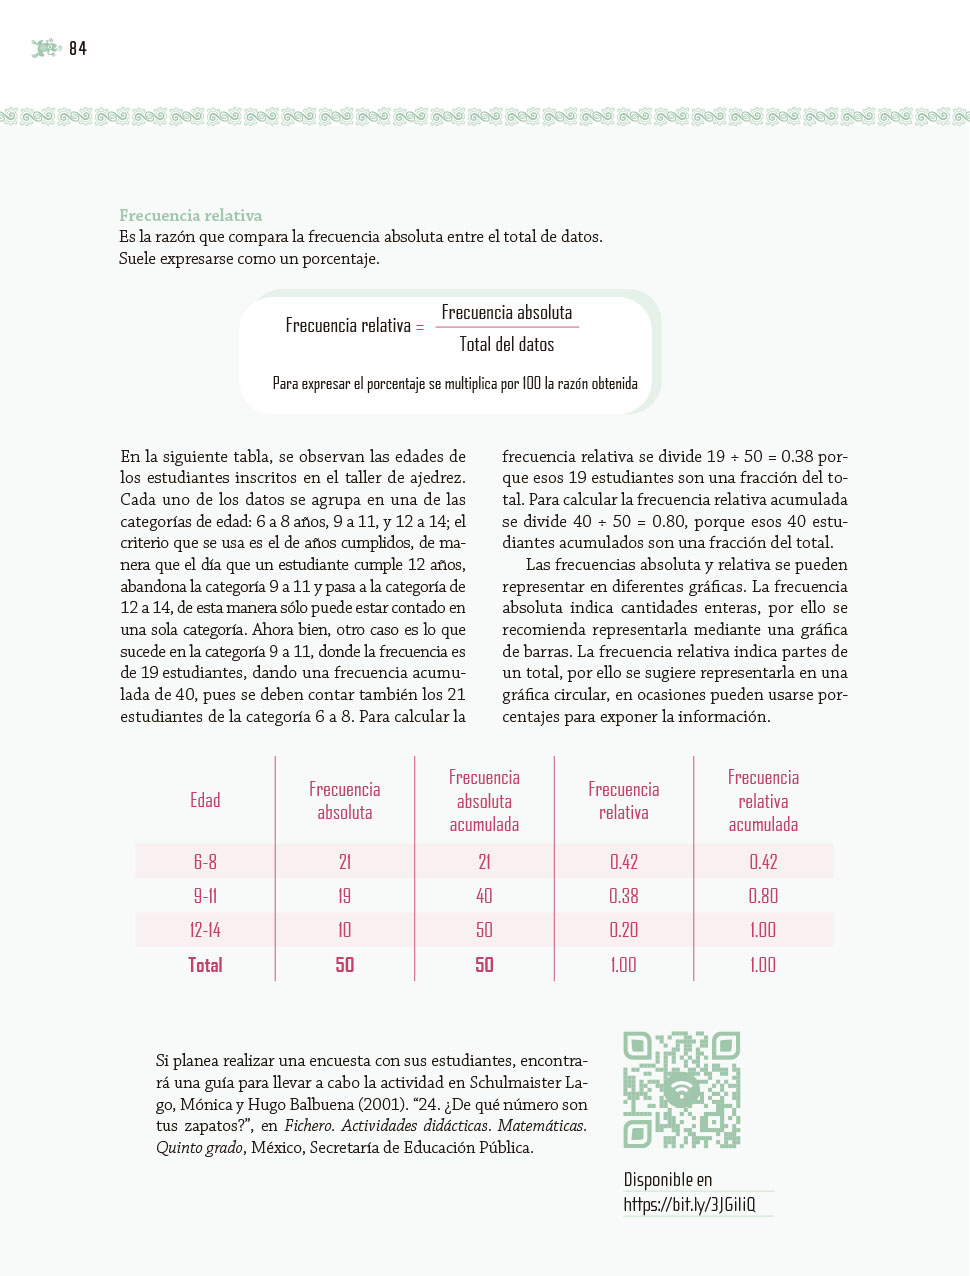 84
Frecuencia relativa
Es la razón que compara la frecuencia absoluta entre el total de datos.
Suele expresarse como un porcentaje.
Frecuencia relativa = Frecuencia absoluta
Total del datos
Para expresar el porcentaje se multiplica por 100 la razón obtenida
En la siguiente tabla, se observan las edades de
los estudiantes inscritos en el taller de ajedrez.
Cada uno de los datos se agrupa en una de las
categorías de edad: 6 a 8 años, 9 a 11, y 12 a 14; el
criterio que se usa es el de años cumplidos, de ma-
nera que el día que un estudiante cumple 12 años,
abandona la categoría 9 a 11 y pasa a la categoría de
12 a 14, de esta manera sólo puede estar contado en
una sola categoría. Ahora bien, otro caso es lo que
sucede en la categoría 9 a 11, donde la frecuencia es
de 19 estudiantes, dando una frecuencia acumu-
lada de 40, pues se deben contar también los 21
estudiantes de la categoría 6 a 8. Para calcular la
frecuencia relativa se divide 19 ÷ 50 = 0.38 por-
que esos 19 estudiantes son una fracción del to-
tal. Para calcular la frecuencia relativa acumulada
se divide 40 ÷ 50 = 0.80, porque esos 40 estu-
diantes acumulados son una fracción del total.
Las frecuencias absoluta y relativa se pueden
representar en diferentes gráficas. La frecuencia
absoluta indica cantidades enteras, por ello se
recomienda representarla mediante una gráfica
de barras. La frecuencia relativa indica partes de
un total, por ello se sugiere representarla en una
gráfica circular, en ocasiones pueden usarse por-
centajes para exponer la información.
Edad
Frecuencia
absoluta
Frecuencia
absoluta
acumulada
Frecuencia
relativa
Frecuencia
relativa
acumulada
6-8 21 21 0.42 0.42
9-11 19 40 0.38 0.80
12-14 10 50 0.20 1.00
Total 50 50 1.00 1.00
Si planea realizar una encuesta con sus estudiantes, encontra-
rá una guía para llevar a cabo la actividad en Schulmaister La-
go, Mónica y Hugo Balbuena (2001). “24. ¿De qué número son
tus zapatos?”, en Fichero. Actividades didácticas. Matemáticas.
Quinto grado, México, Secretaría de Educación Pública.
Disponible en
https://bit.ly/3JGiliQ